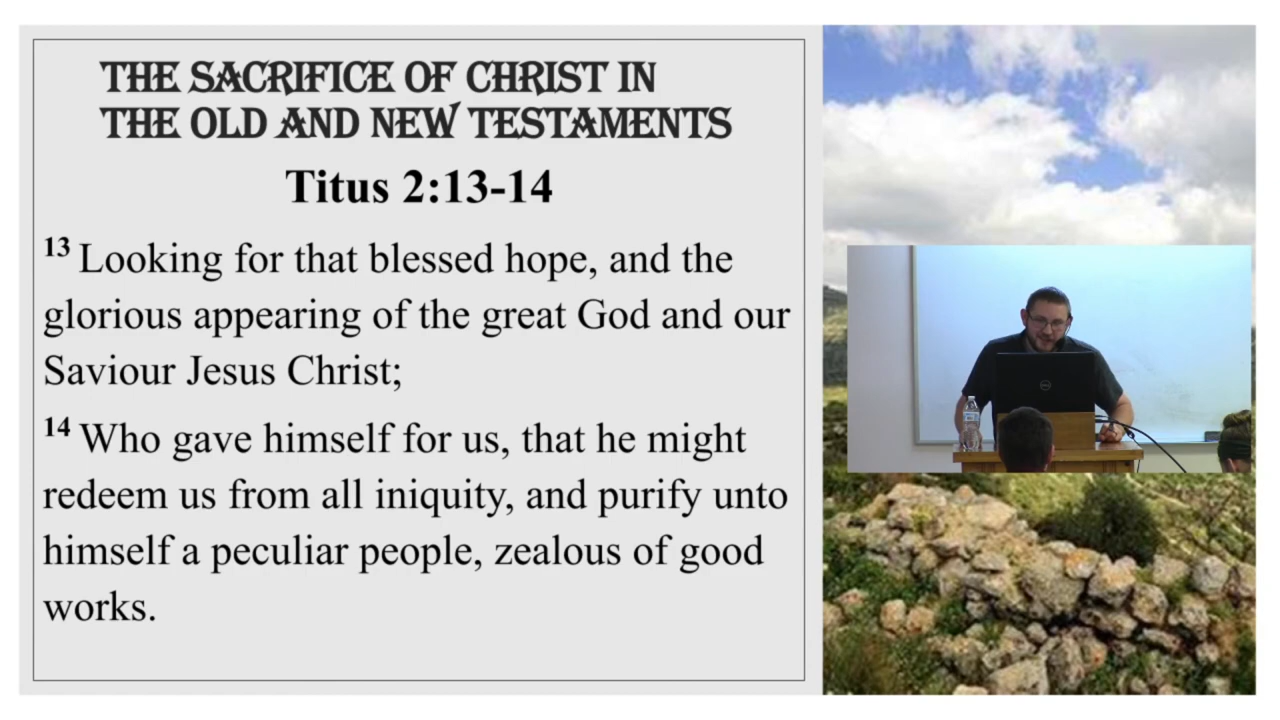 THE SACRIFICE OF CHRIST IN
THE OLD AND NEW TESTAMENTS
Titus 2:13-14
13 Looking for that blessed hope, and the
glorious appearing of the great God and our
Saviour Jesus Christ;
14 Who gave himself for us, that he might
redeem us from all iniquity, and purify unto
himself a peculiar people, zealous of good
works.
DELL